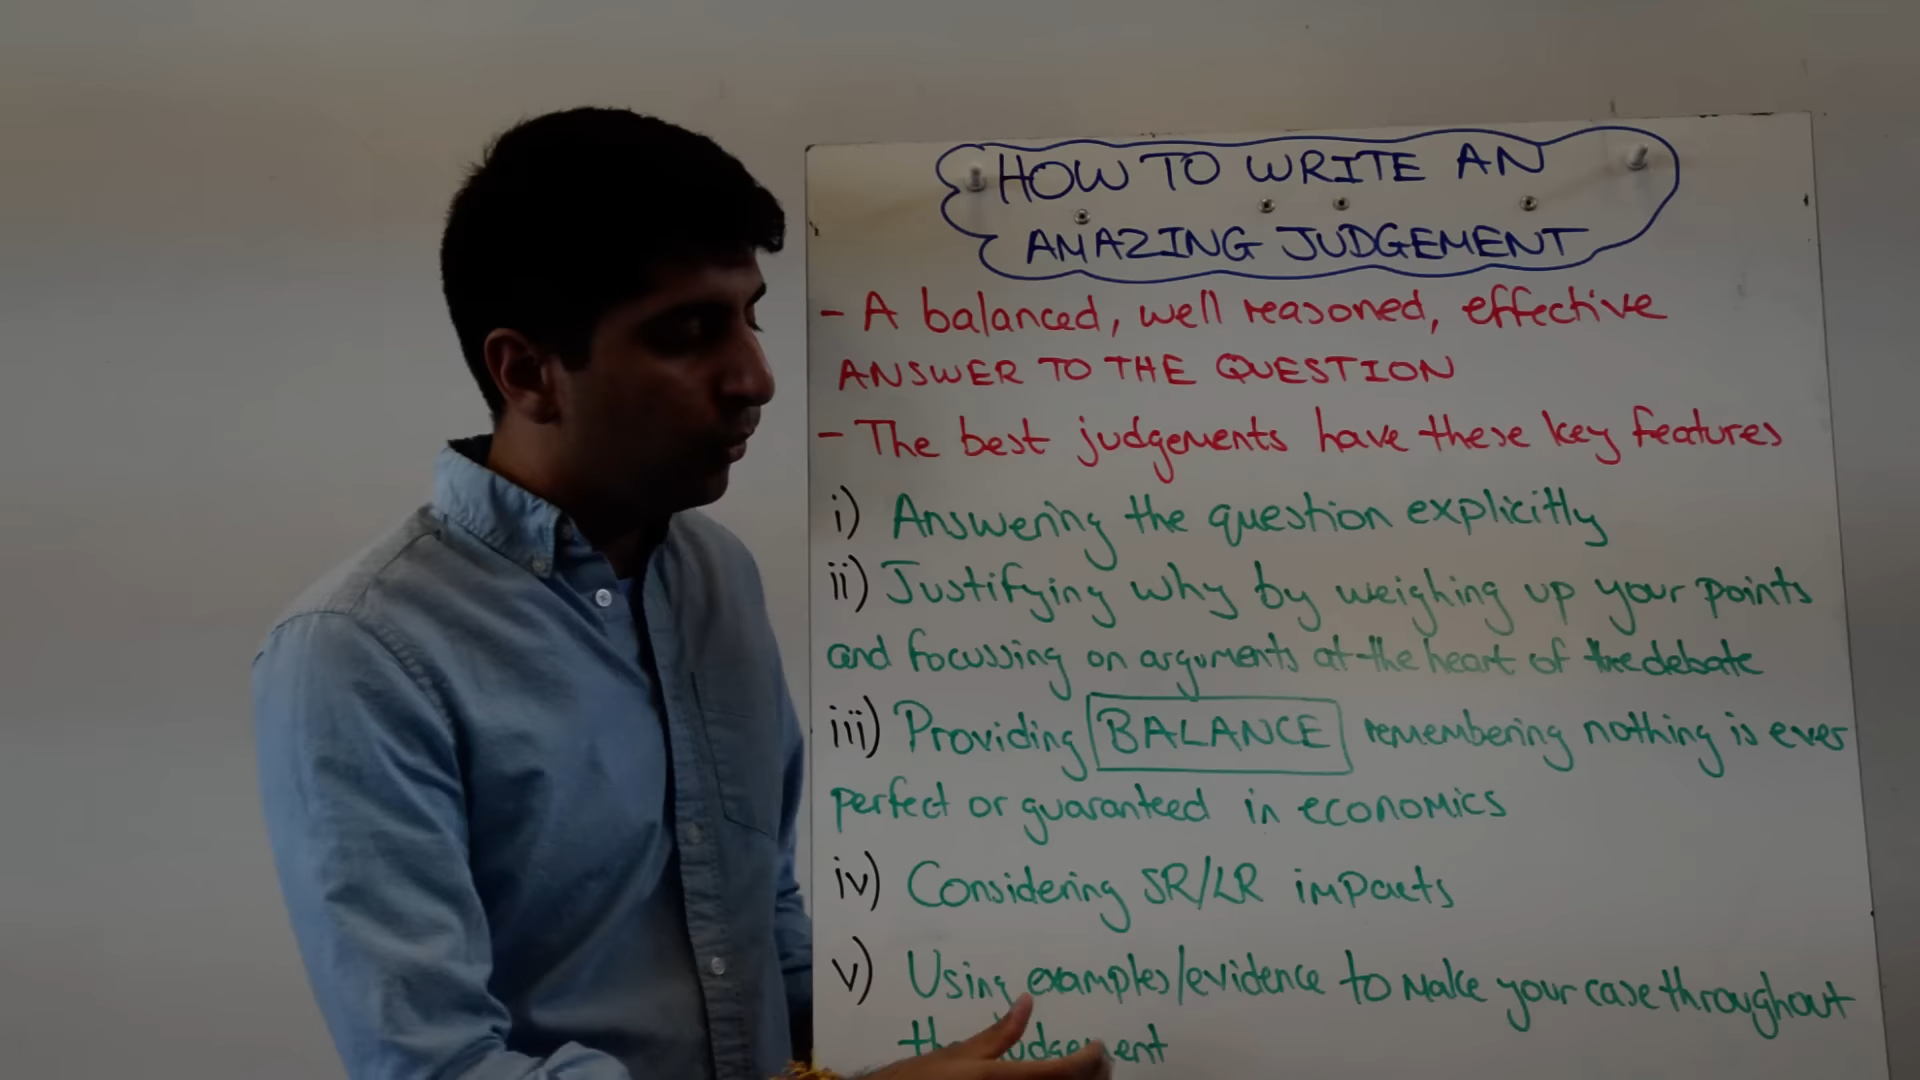 HOW TO WRITE AN
AMAZING JUDGEMENT
- A balanced, well reasoned, effective
ANSWER TO THE QUESTION
- The best judgements have these key features
i) Answering the question explicitly
ii) Justifying why by weighing up your points
and focussing on arguments at the heart of the debate
iii) Providing BALANCE remembering nothing is ever
perfect or guaranteed in economics
iv) Considering SR/LR impacts
v) Using examples/evidence to make your case throughout
the judgement